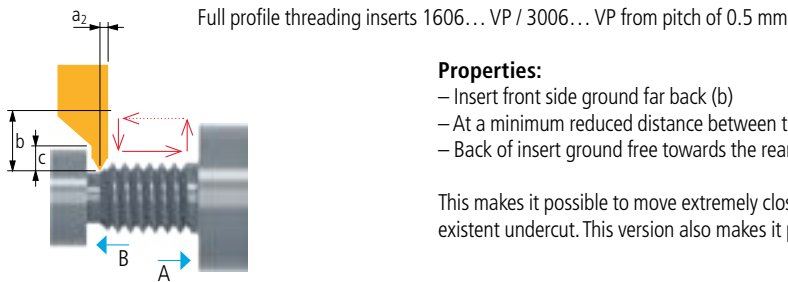 Full profile threading inserts 1606… VP / 3006… VP from pitch of 0.5 mm
a2
b
c
B
A
Properties:
– Insert front side ground far back (b)
– At a minimum reduced distance between
– Back of insert ground free towards the
This makes it possible to move extremely
existent undercut. This version also makes it